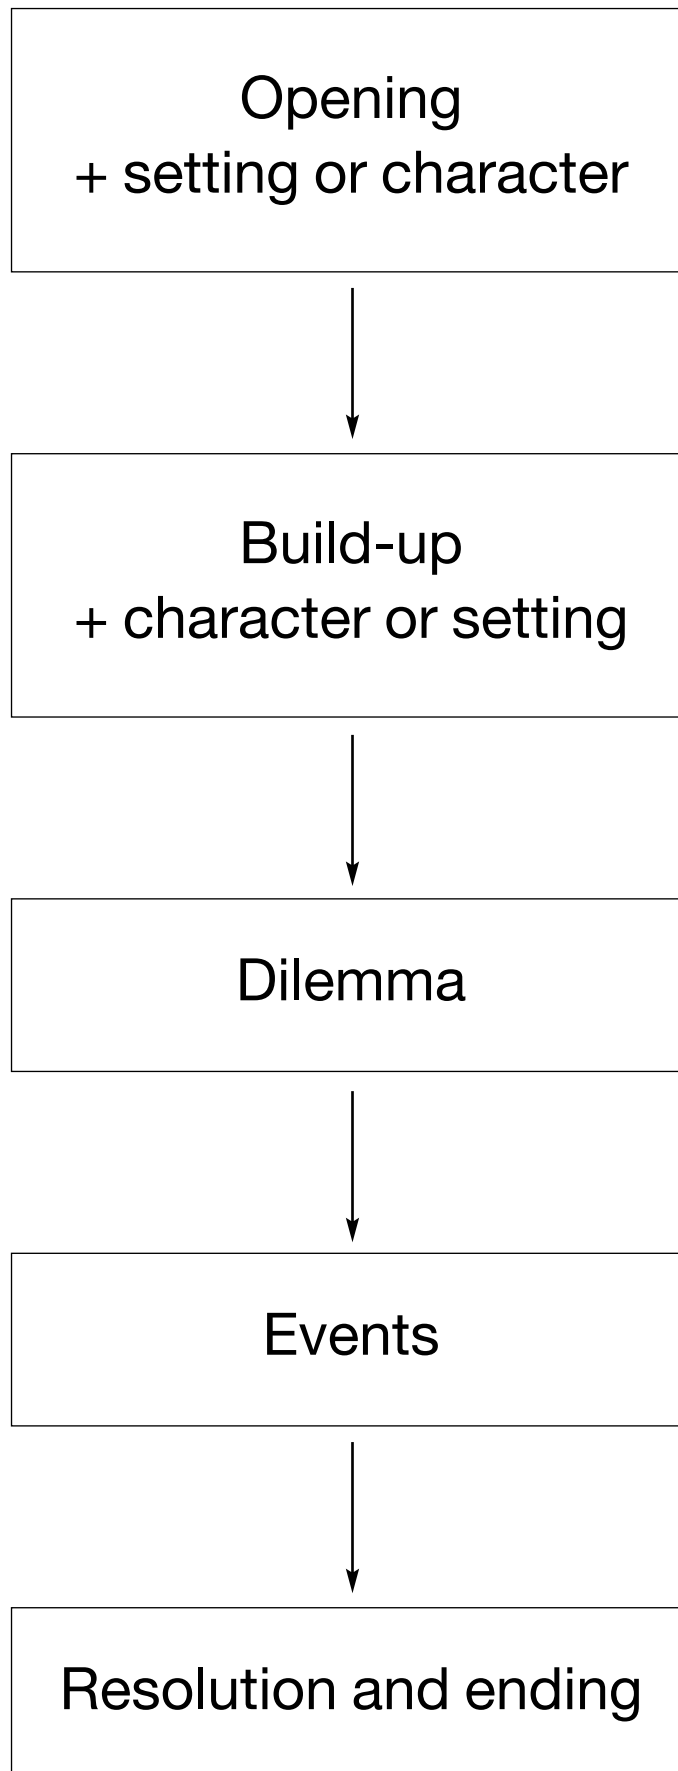 Opening
+ setting or character
Build-up
+ character or setting
Dilemma
Events
Resolution and ending